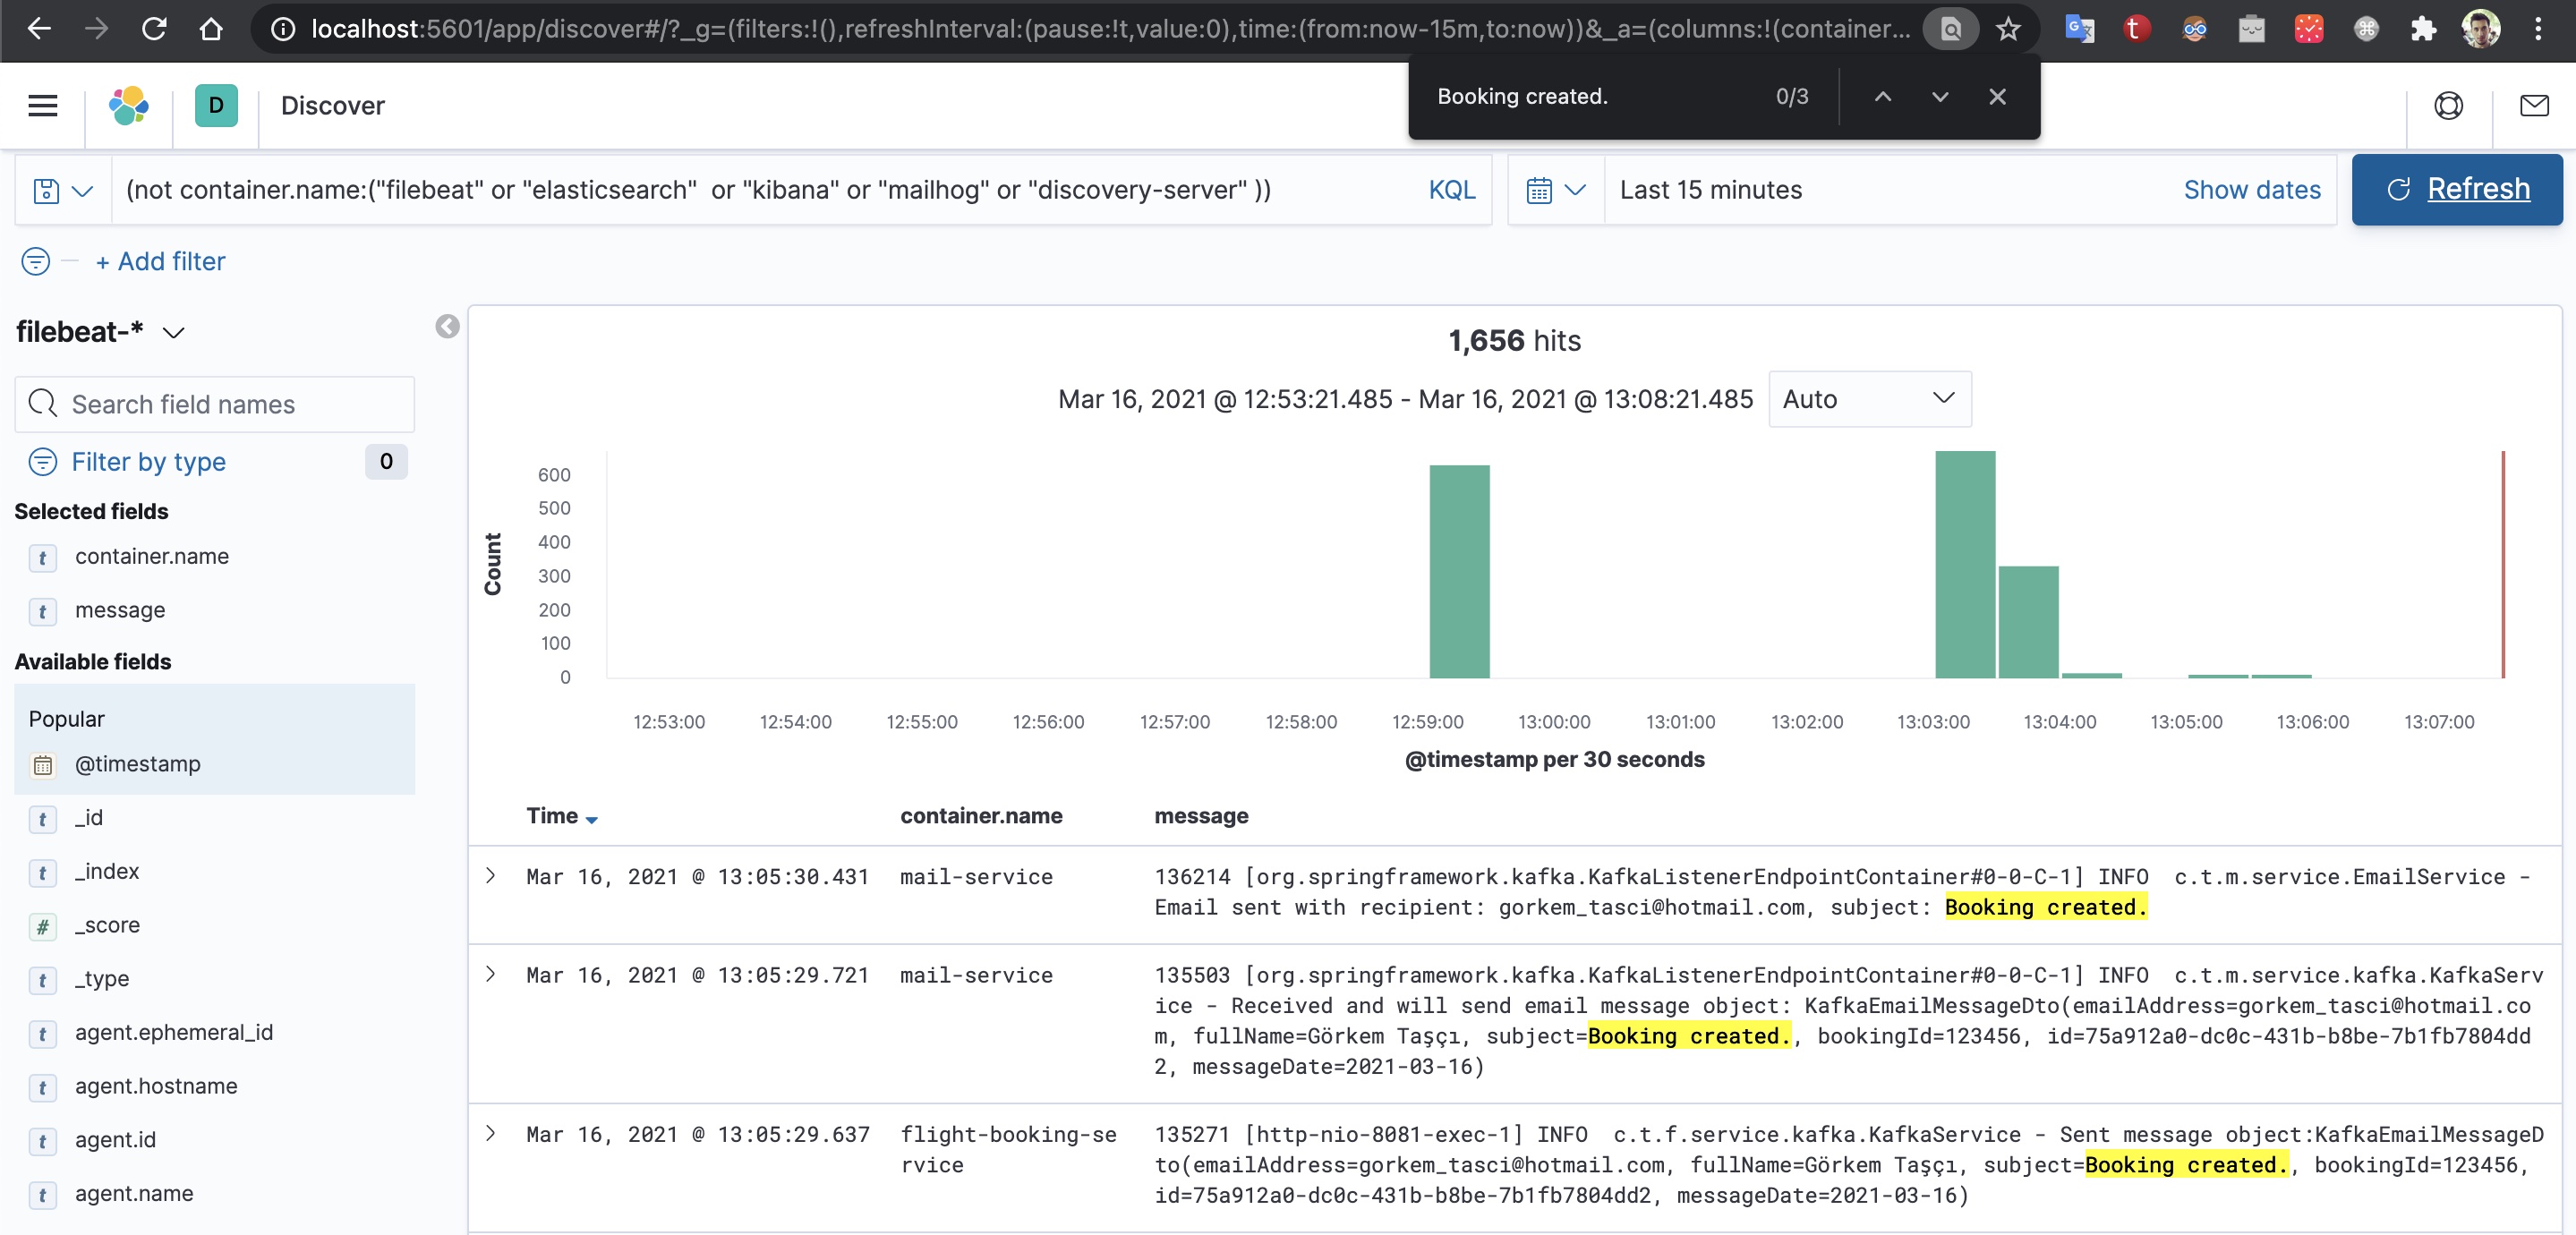 localhost:5601/app/discover#/?_g=(filters:!(),refreshInterval:(pause:!t,value:0),time:(from:now-15m,to:now))&_a=(columns:!(container...
Booking created. 0/3
D Discover
(not container.name:("filebeat" or "elasticsearch"  or "kibana" or "mailhog" or "discovery-server" )) KQL Last 15 minutes Show dates Refresh
+ Add filter
filebeat-*
Search field names
Filter by type 0
Selected fields
t container.name
t message
Available fields
Popular
@timestamp
t _id
t _index
# _score
t _type
t agent.ephemeral_id
t agent.hostname
t agent.id
t agent.name
1,656 hits
Mar 16, 2021 @ 12:53:21.485 - Mar 16, 2021 @ 13:08:21.485 Auto
Count
600
500
400
300
200
100
0
12:53:00 12:54:00 12:55:00 12:56:00 12:57:00 12:58:00 12:59:00 13:00:00 13:01:00 13:02:00 13:03:00 13:04:00 13:05:00 13:06:00 13:07:00
@timestamp per 30 seconds
Time container.name message
Mar 16, 2021 @ 13:05:30.431 mail-service 136214 [org.springframework.kafka.KafkaListenerEndpointContainer#0-0-C-1] INFO  c.t.m.service.EmailService -
Email sent with recipient: gorkem_tasci@hotmail.com, subject: Booking created.
Mar 16, 2021 @ 13:05:29.721 mail-service 135503 [org.springframework.kafka.KafkaListenerEndpointContainer#0-0-C-1] INFO  c.t.m.service.kafka.KafkaServ
ice - Received and will send email message object: KafkaEmailMessageDto(emailAddress=gorkem_tasci@hotmail.co
m, fullName=Görkem Taşçı, subject=Booking created., bookingId=123456, id=75a912a0-dc0c-431b-b8be-7b1fb7804dd
2, messageDate=2021-03-16)
Mar 16, 2021 @ 13:05:29.637 flight-booking-se 135271 [http-nio-8081-exec-1] INFO  c.t.f.service.kafka.KafkaService - Sent message object:KafkaEmailMessageD
rvice to(emailAddress=gorkem_tasci@hotmail.com, fullName=Görkem Taşçı, subject=Booking created., bookingId=123456,
id=75a912a0-dc0c-431b-b8be-7b1fb7804dd2, messageDate=2021-03-16)